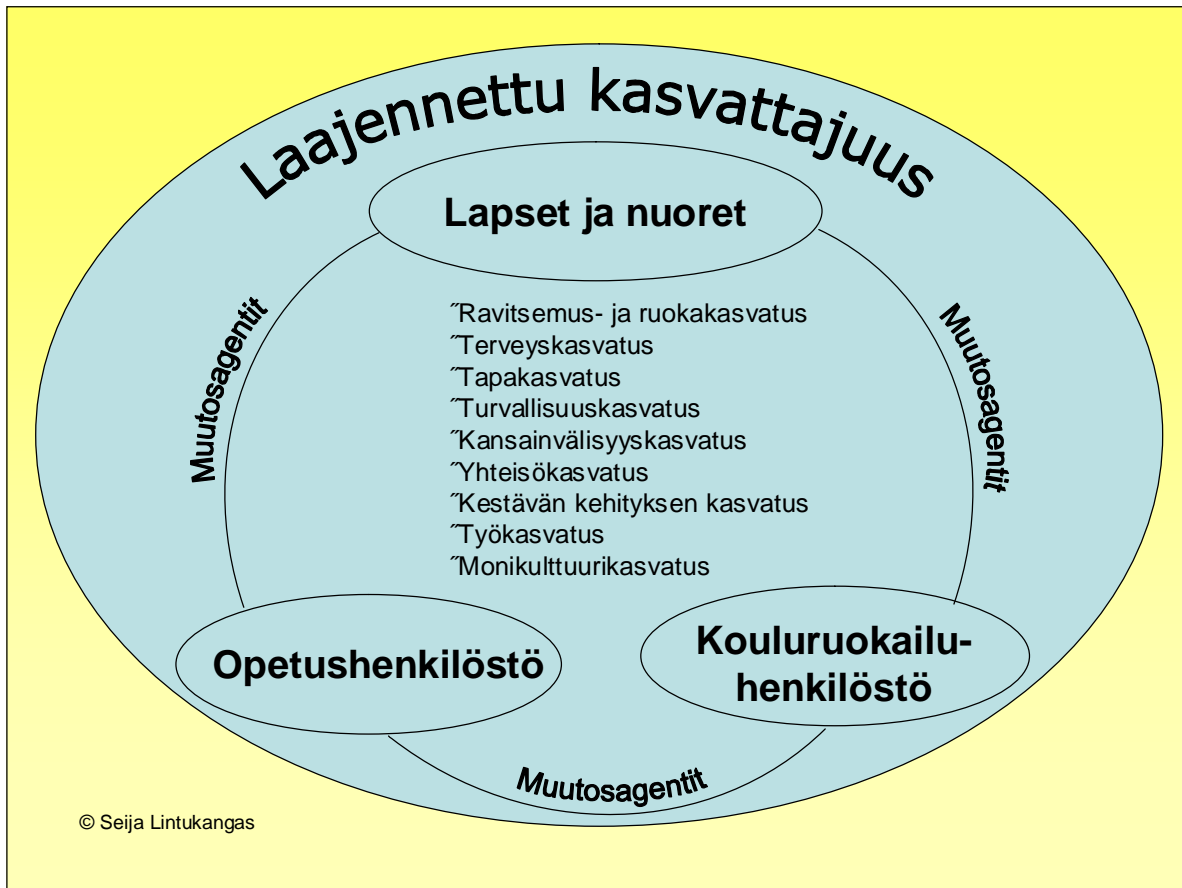 Laajennettu kasvattajuus
Lapset ja nuoret
Muutosagentit
Muutosagentit
˝Ravitsemus- ja ruokakasvatus
˝Terveyskasvatus
˝Tapakasvatus
˝Turvallisuuskasvatus
˝Kansainvälisyyskasvatus
˝Yhteisökasvatus
˝Kestävän kehityksen kasvatus
˝Työkasvatus
˝Monikulttuurikasvatus
Opetushenkilöstö
Kouluruokailu-
henkilöstö
Muutosagentit
© Seija Lintukangas